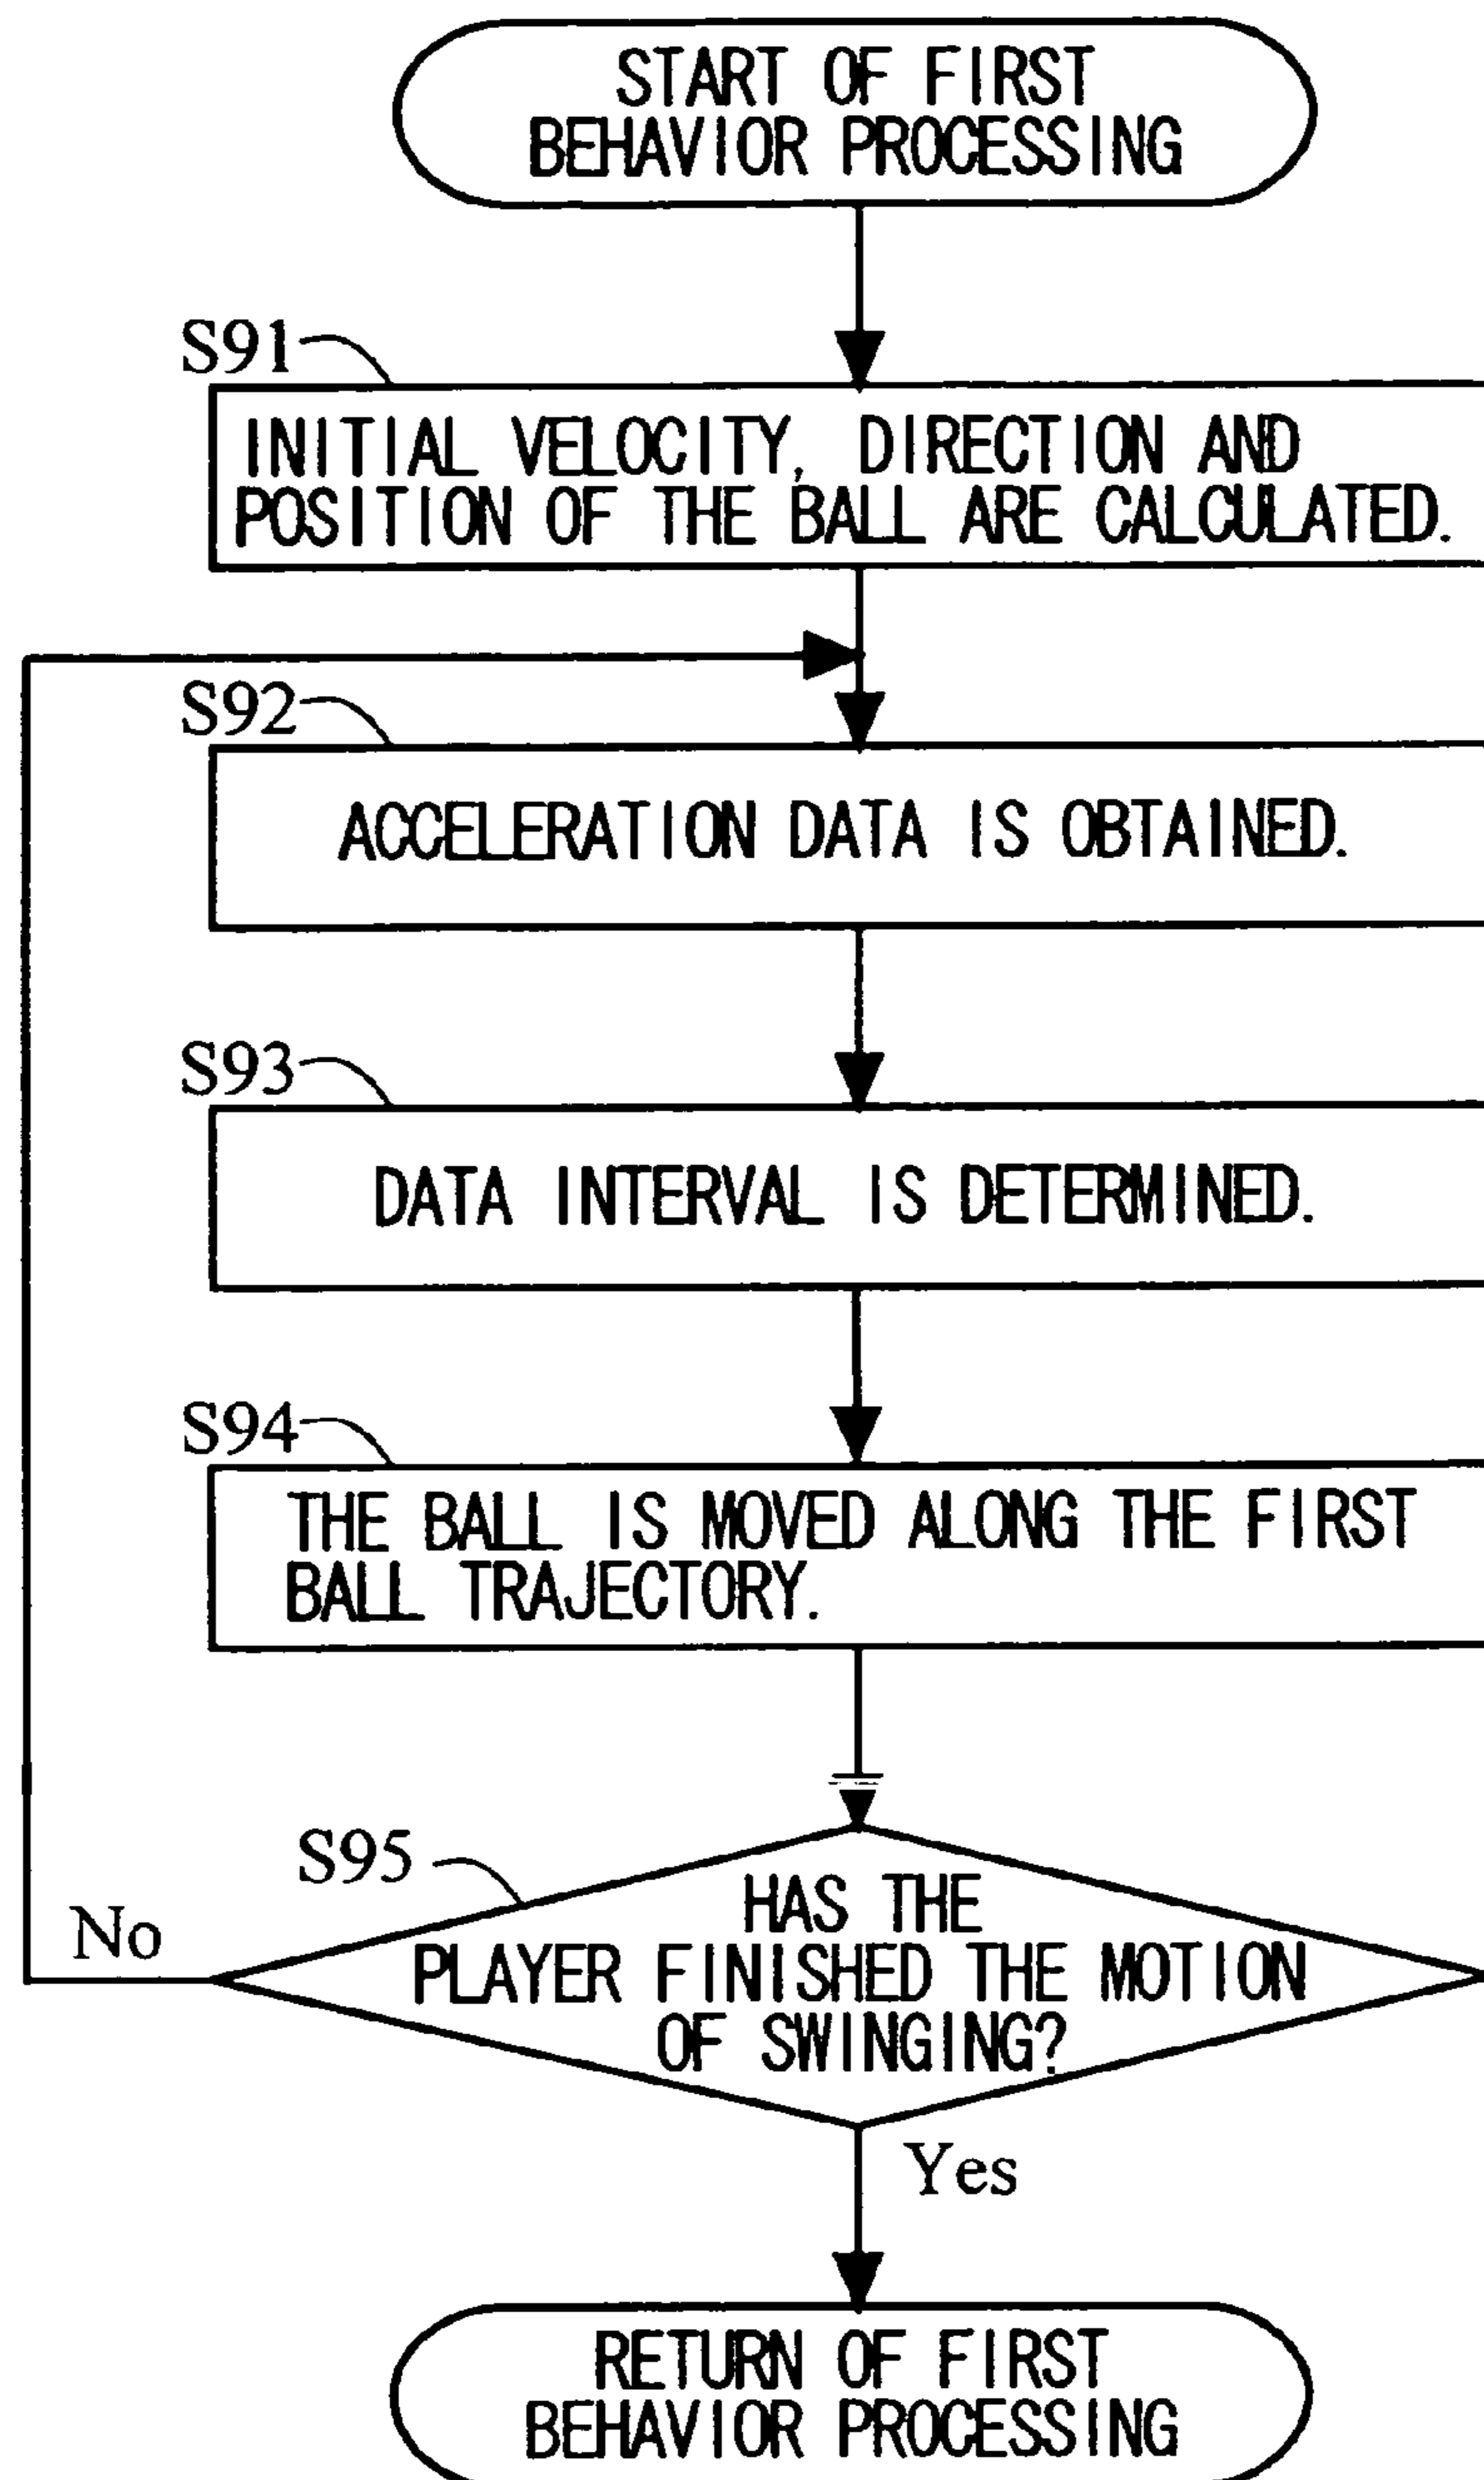 START OF FIRST
BEHAVIOR PROCESSING
S91
INITIAL VELOCITY, DIRECTION AND
POSITION OF THE BALL ARE CALCULATED.
S92
ACCELERATION DATA IS OBTAINED.
S93
DATA INTERVAL IS DETERMINED.
S94
THE BALL IS MOVED ALONG THE FIRST
BALL TRAJECTORY.
S95
HAS THE
No
PLAYER FINISHED THE MOTION
OF SWINGING?
Yes
RETURN OF FIRST
BEHAVIOR PROCESSING